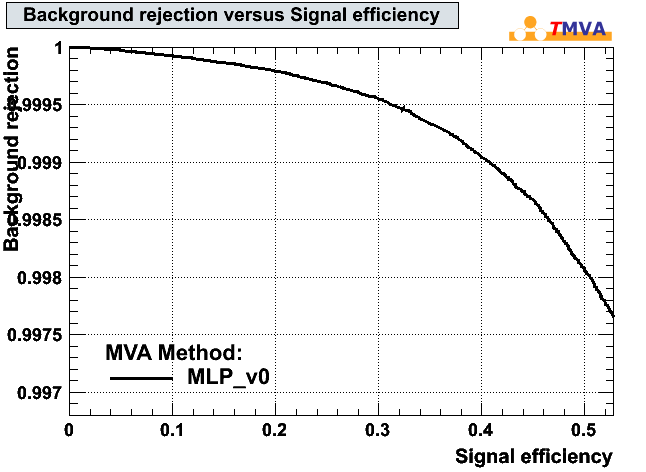 Background rejection versus Signal efficiency
TMVA
Background rejection
1
0.9995
0.999
0.9985
0.998
0.9975
0.997
MVA Method:
MLP_v0
0 0.1 0.2 0.3 0.4 0.5
Signal efficiency